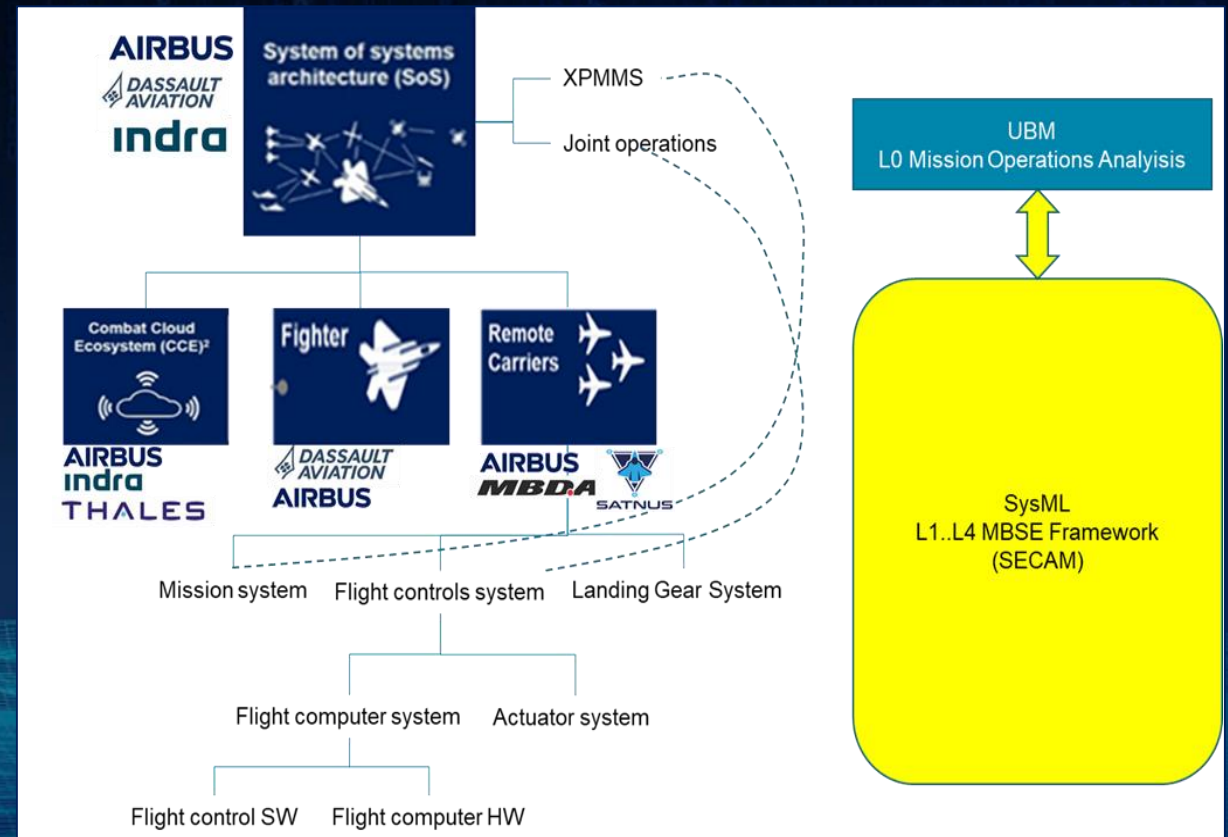 AIRBUS
DASSAULT
AVIATION
indra
System of systems
architecture (SoS)
XPMMS
Joint operations
UBM
L0 Mission Operations Analyisis
Combat Cloud
Ecosystem (CCE)²
Fighter
Remote
Carriers
AIRBUS
indra
THALES
DASSAULT
AVIATION
AIRBUS
AIRBUS
MBDA
SATNUS
SysML
L1..L4 MBSE Framework
(SECAM)
Mission system
Flight controls system
Landing Gear System
Flight computer system
Actuator system
Flight control SW
Flight computer HW